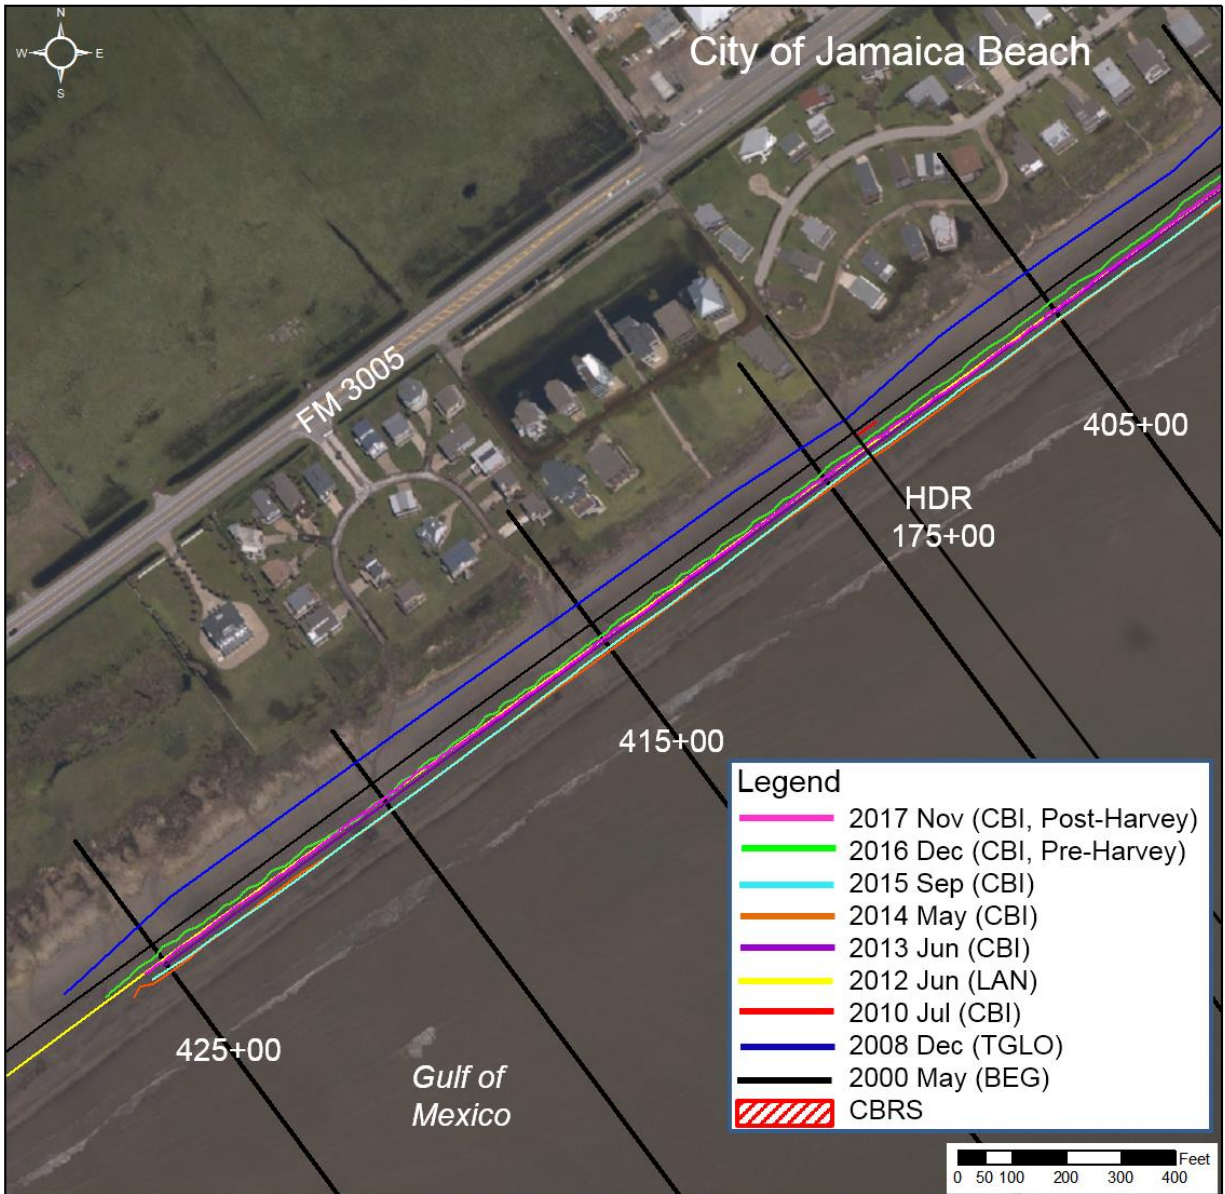 N
W E
S
City of Jamaica Beach
FM 3005
405+00
HDR
175+00
415+00
425+00
Gulf of
Mexico
Legend
2017 Nov (CBI, Post-Harvey)
2016 Dec (CBI, Pre-Harvey)
2015 Sep (CBI)
2014 May (CBI)
2013 Jun (CBI)
2012 Jun (LAN)
2010 Jul (CBI)
2008 Dec (TGLO)
2000 May (BEG)
CBRS
Feet
0 50 100 200 300 400